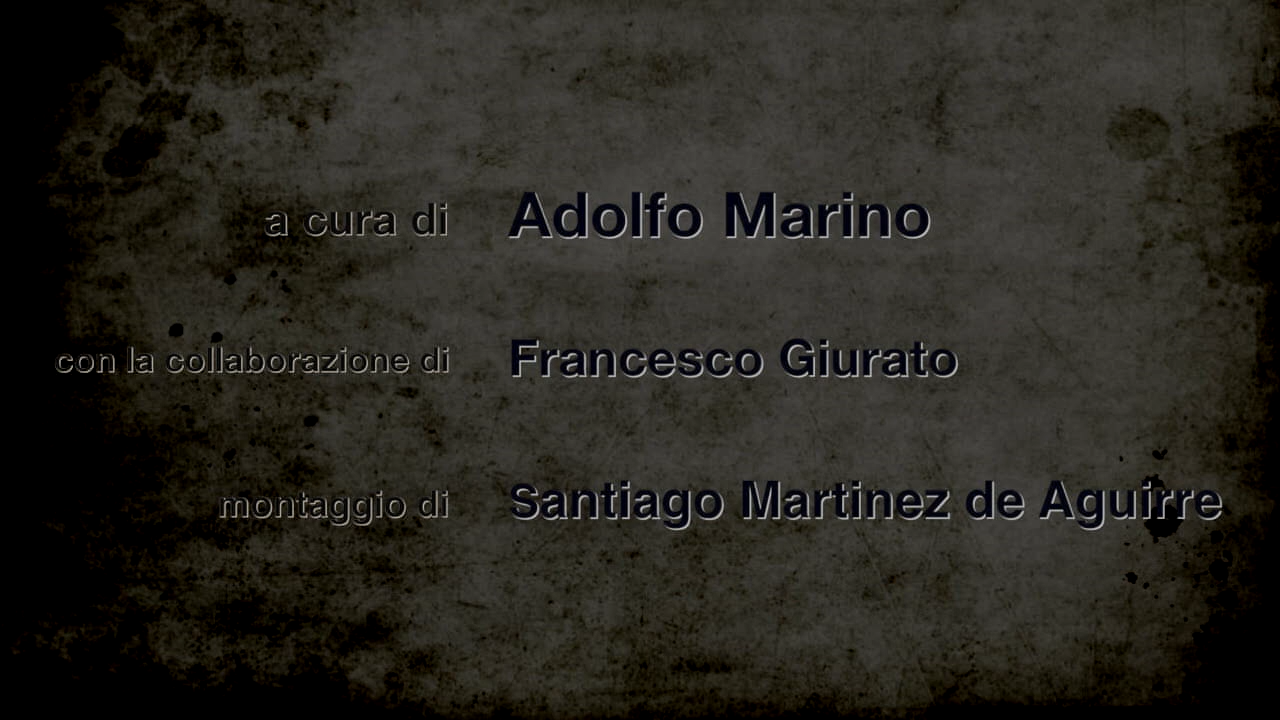 a cura di Adolfo Marino
con la collaborazione di Francesco Giurato
montaggio di Santiago Martinez de Aguirre